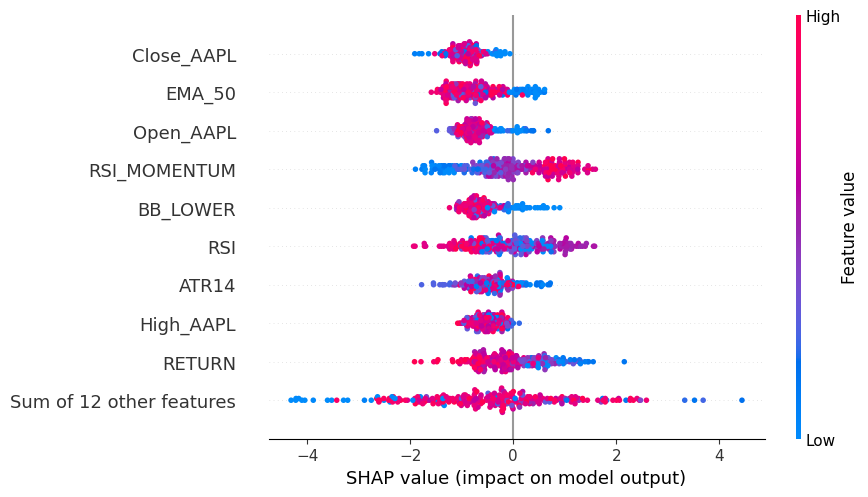 High
Close_AAPL
EMA_50
Open_AAPL
RSI_MOMENTUM
BB_LOWER
RSI
ATR14
High_AAPL
RETURN
Sum of 12 other features
Feature value
Low
−4 −2 0 2 4
SHAP value (impact on model output)